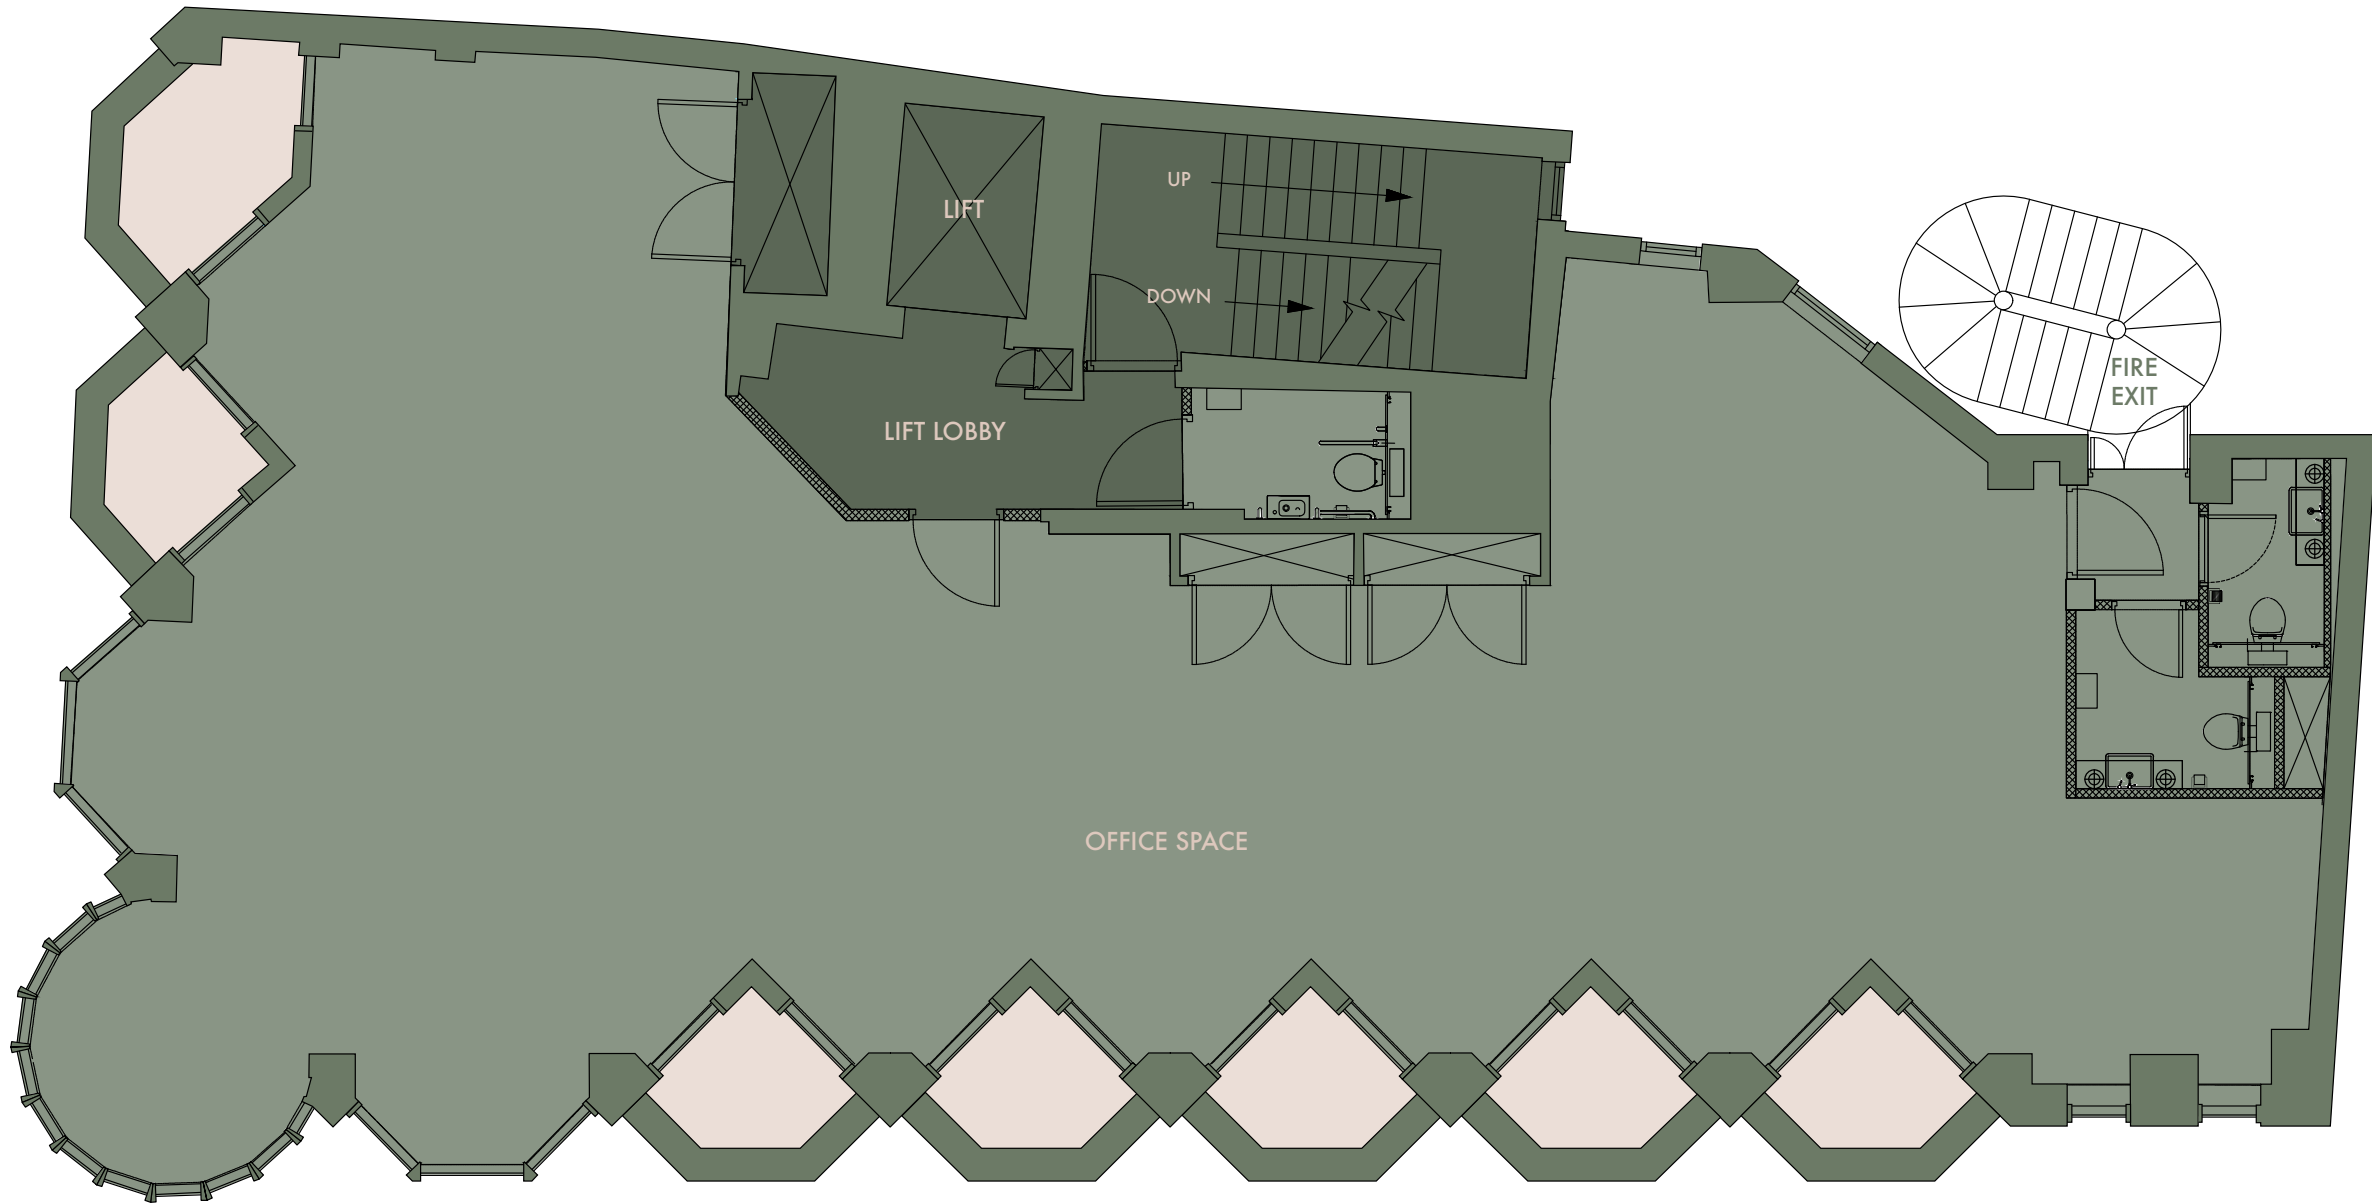 UP
LIFT
DOWN
FIRE
EXIT
LIFT LOBBY
OFFICE SPACE